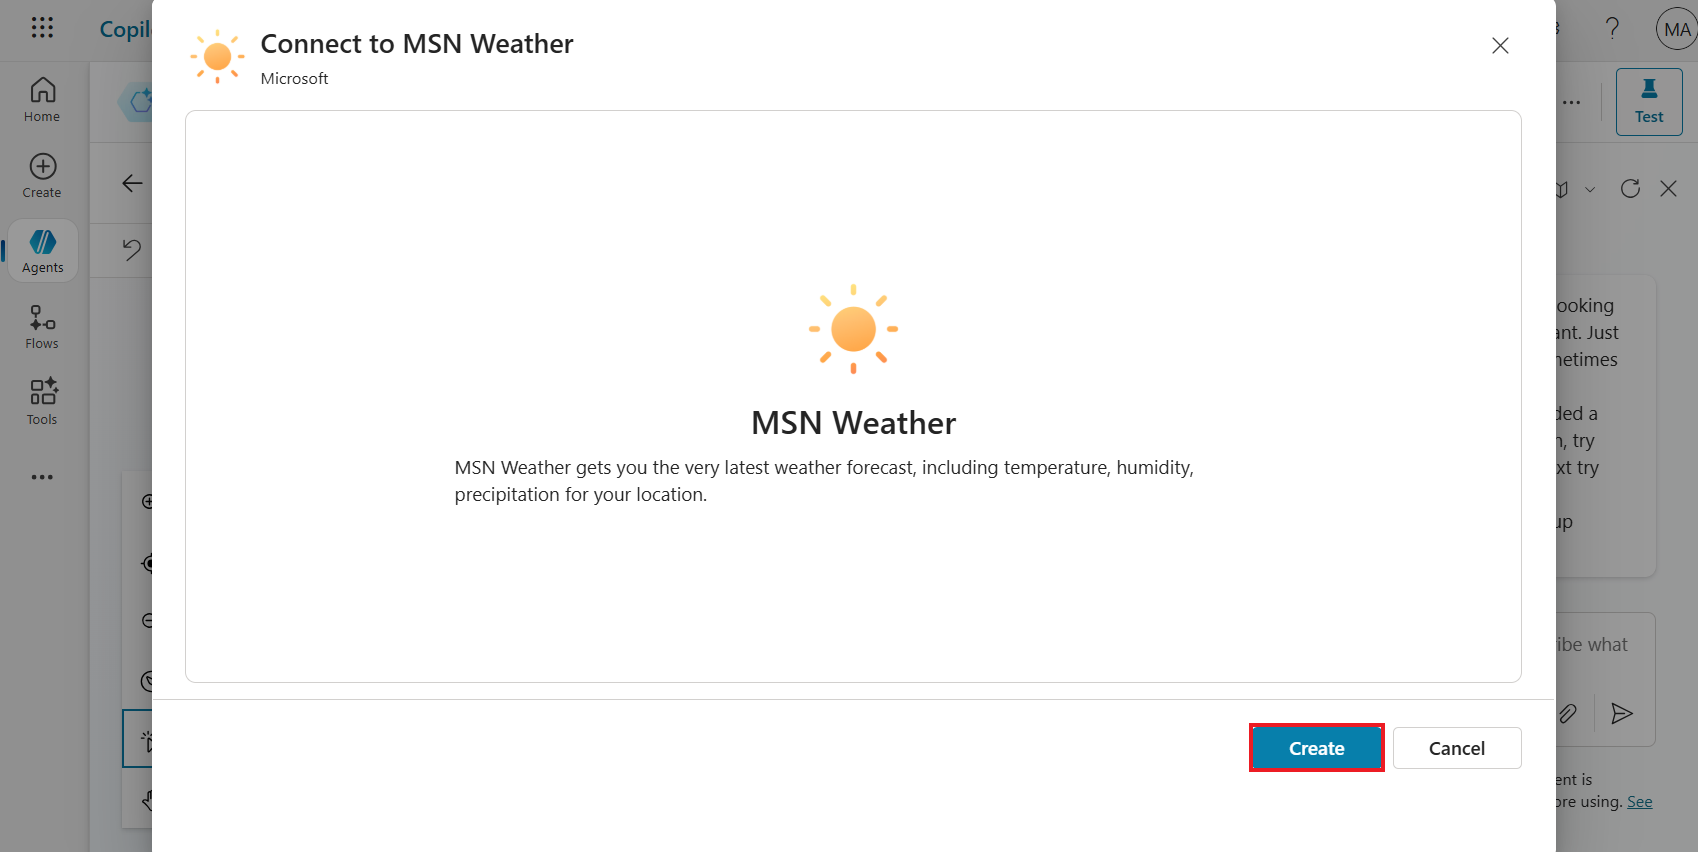 Copil
MA
Connect to MSN Weather
Microsoft
Home
Create
Agents
Flows
Tools
Test
MSN Weather
MSN Weather gets you the very latest weather forecast, including temperature, humidity,
precipitation for your location.
ooking
ant. Just
netimes
ded a
n, try
xt try
up
ibe what
Create
Cancel
ent is
ore using. See